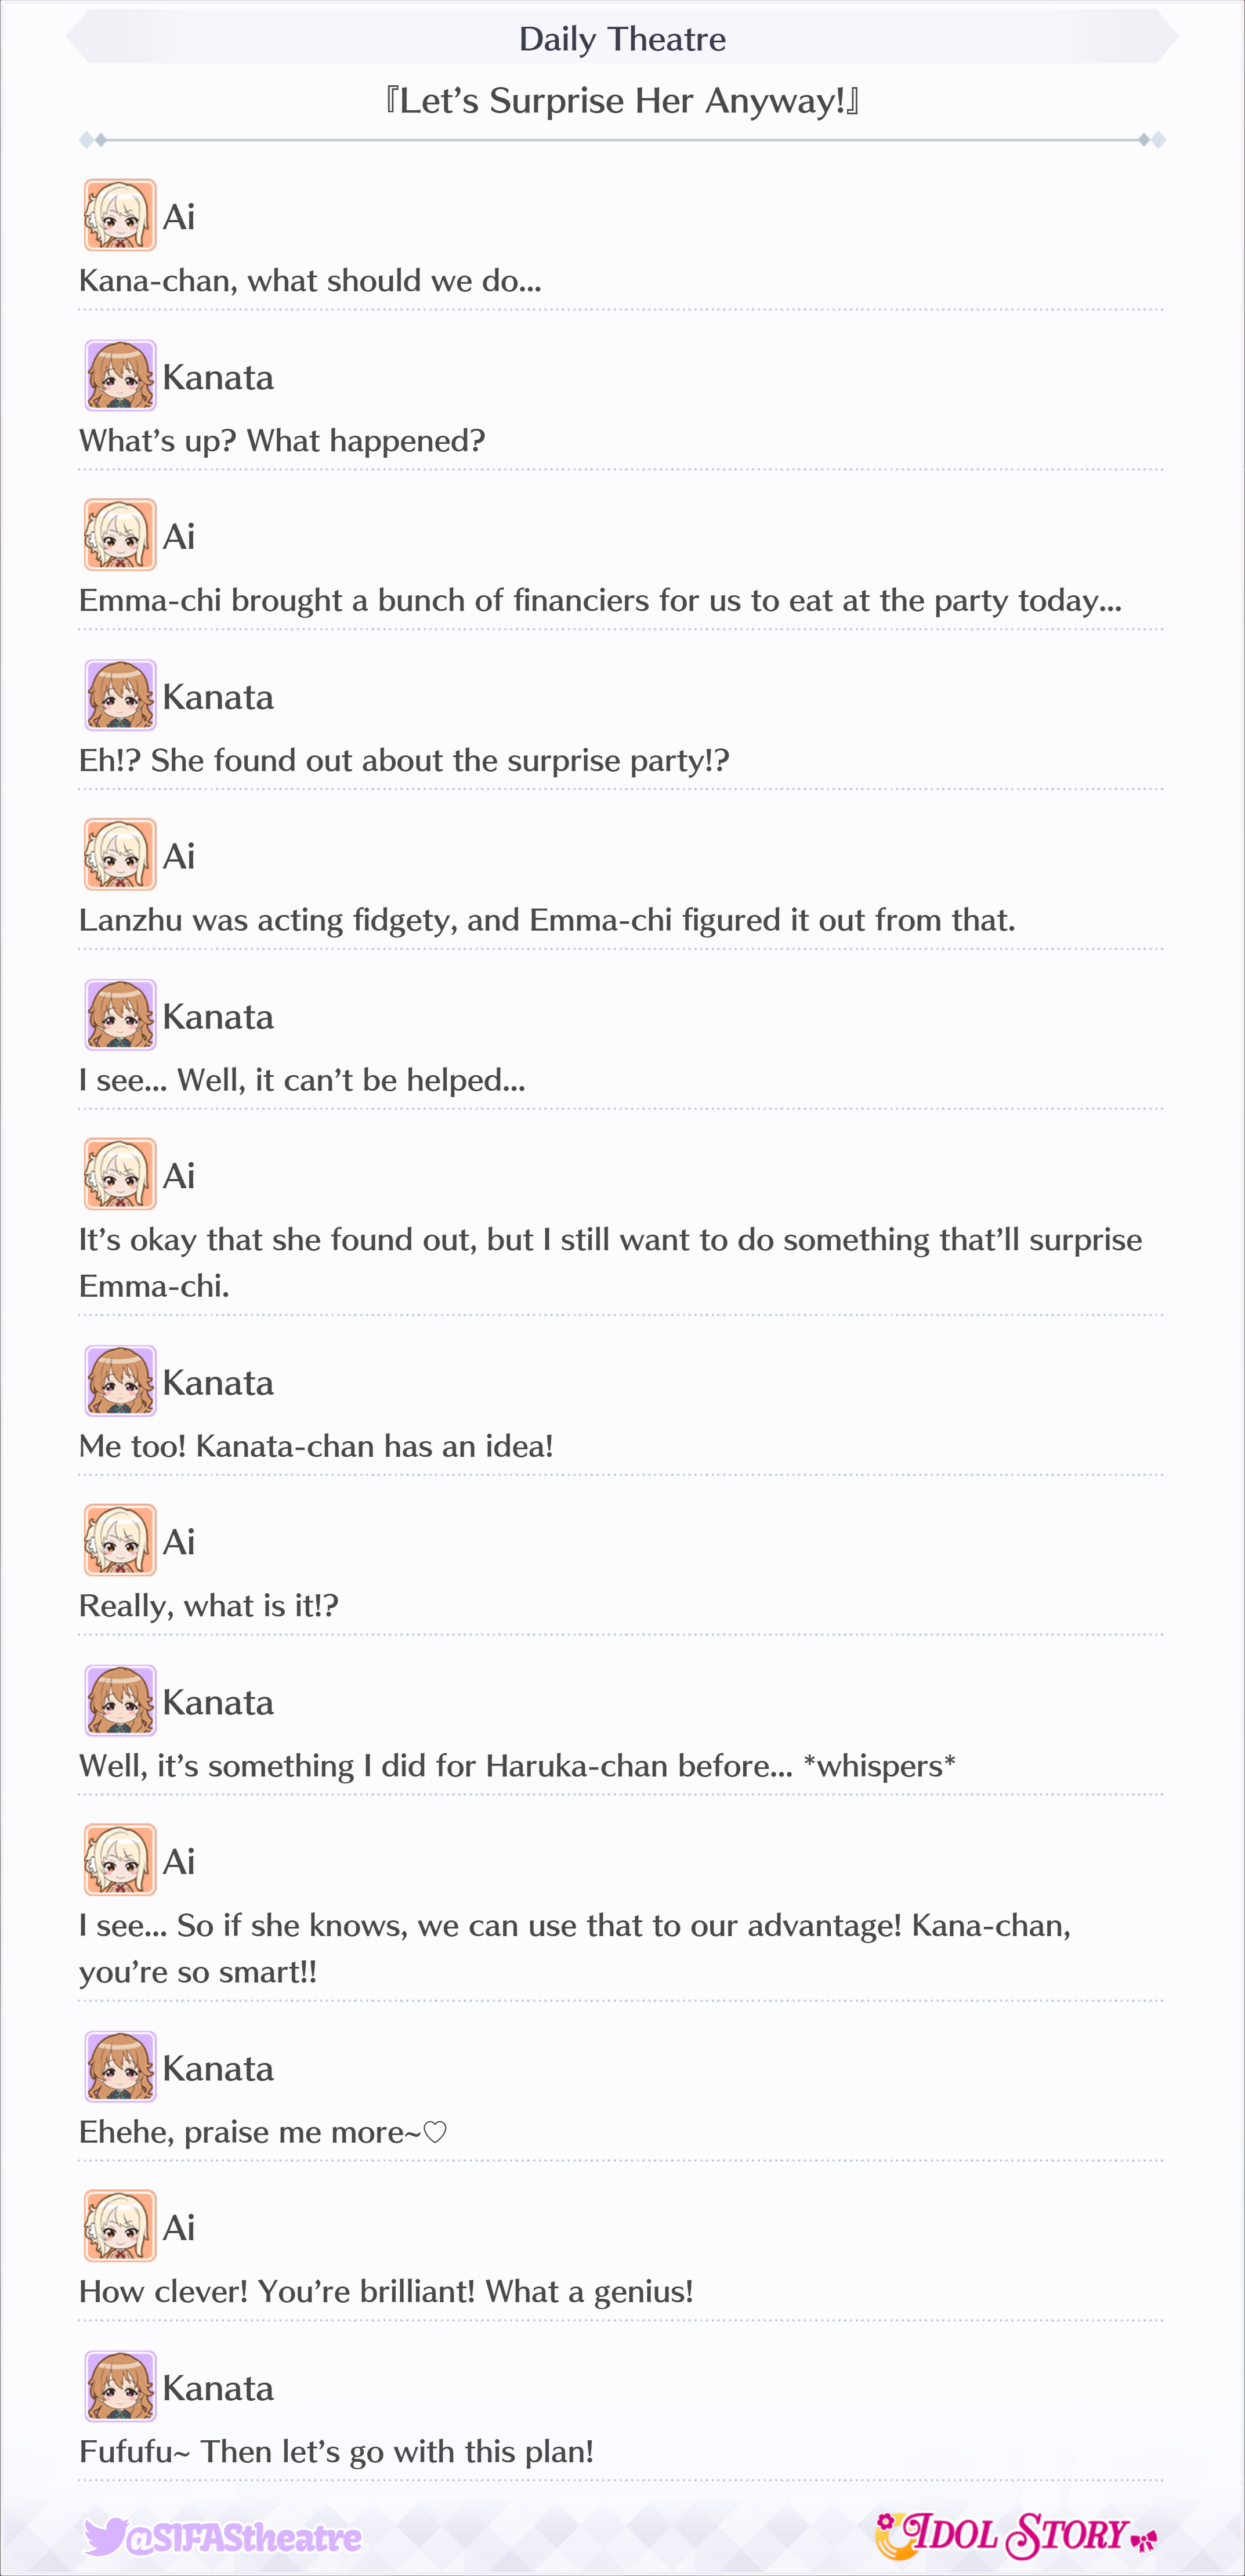 Daily Theatre
『Let’s Surprise Her Anyway!』
Ai
Kana-chan, what should we do...
Kanata
What’s up? What happened?
Ai
Emma-chi brought a bunch of financiers for us to eat at the party today...
Kanata
Eh!? She found out about the surprise party!?
Ai
Lanzhu was acting fidgety, and Emma-chi figured it out from that.
Kanata
I see... Well, it can’t be helped...
Ai
It’s okay that she found out, but I still want to do something that’ll surprise
Emma-chi.
Kanata
Me too! Kanata-chan has an idea!
Ai
Really, what is it!?
Kanata
Well, it’s something I did for Haruka-chan before... *whispers*
Ai
I see... So if she knows, we can use that to our advantage! Kana-chan,
you’re so smart!!
Kanata
Ehehe, praise me more~♡
Ai
How clever! You’re brilliant! What a genius!
Kanata
Fufufu~ Then let’s go with this plan!
@SIFAStheatre
IDOL STORY